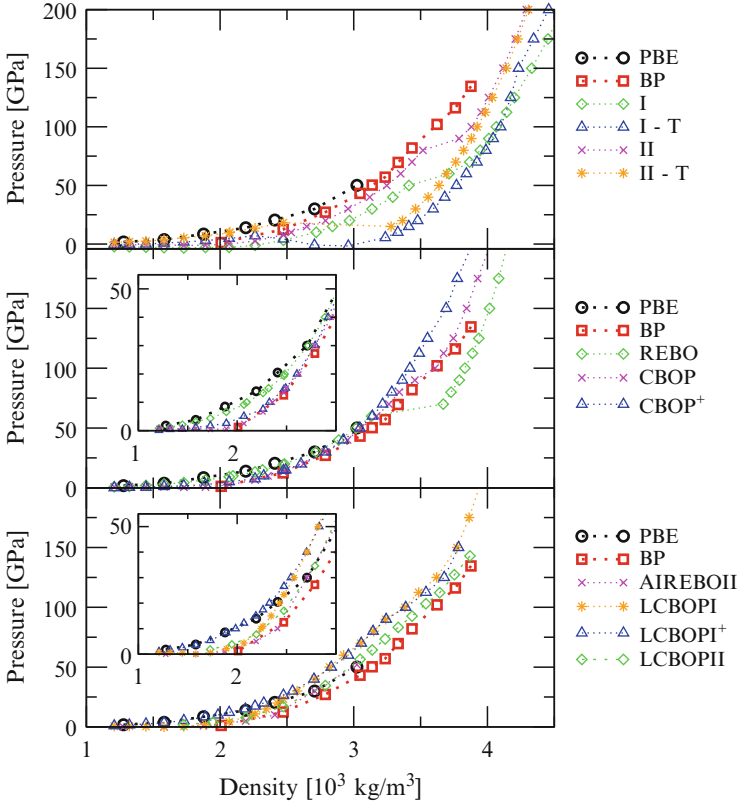 200
150
100
50
0
Pressure [GPa]
PBE
BP
I
I - T
II
II - T
150
100
50
0
Pressure [GPa]
50
0
1
2
PBE
BP
REBO
CBOP
CBOP+
150
100
50
0
Pressure [GPa]
50
0
1
2
PBE
BP
AIREBOII
LCBOPI
LCBOPI+
LCBOPII
1
2
3
4
Density [10³ kg/m³]